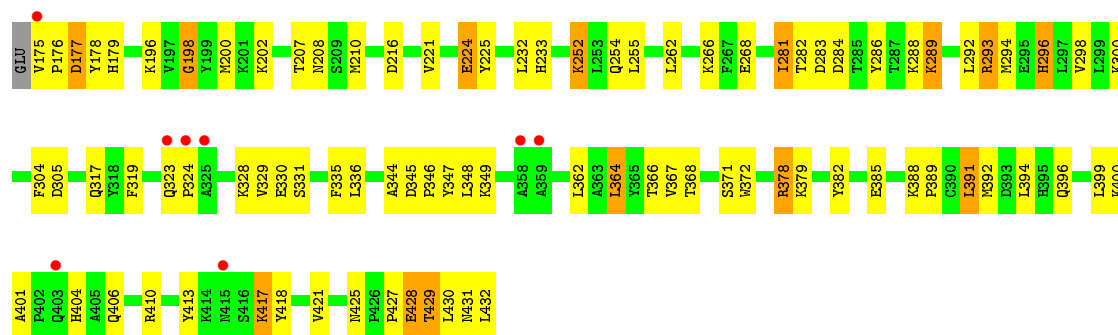 GLU V175 P176 D177 Y178 H179 K196 V197 G198 Y199 M200 K201 K202 T207 N208 S209 M210 D216 V221 E224 Y225 L232 H233 K252 L253 Q254 L255 L262 K266 F267 E268 I281 T282 D283 D284 T285 Y286 T287 K288 K289 L292 R293 M294 E295 H296 L297 V298 L299 K300
F304 D305 Q317 Y318 F319 Q323 P324 A325 K328 V329 E330 S331 F335 L336 A344 D345 P346 Y347 L348 K349 A358 A359 L362 A363 L364 Y365 T366 V367 T368 S371 W372 R378 K379 Y382 E385 K388 P389 C390 L391 M392 D393 L394 H395 Q396 L399 K400
A401 P402 Q403 H404 A405 Q406 R410 Y413 K414 N415 S416 K417 Y418 V421 N425 P426 P427 E428 T429 L430 N431 L432